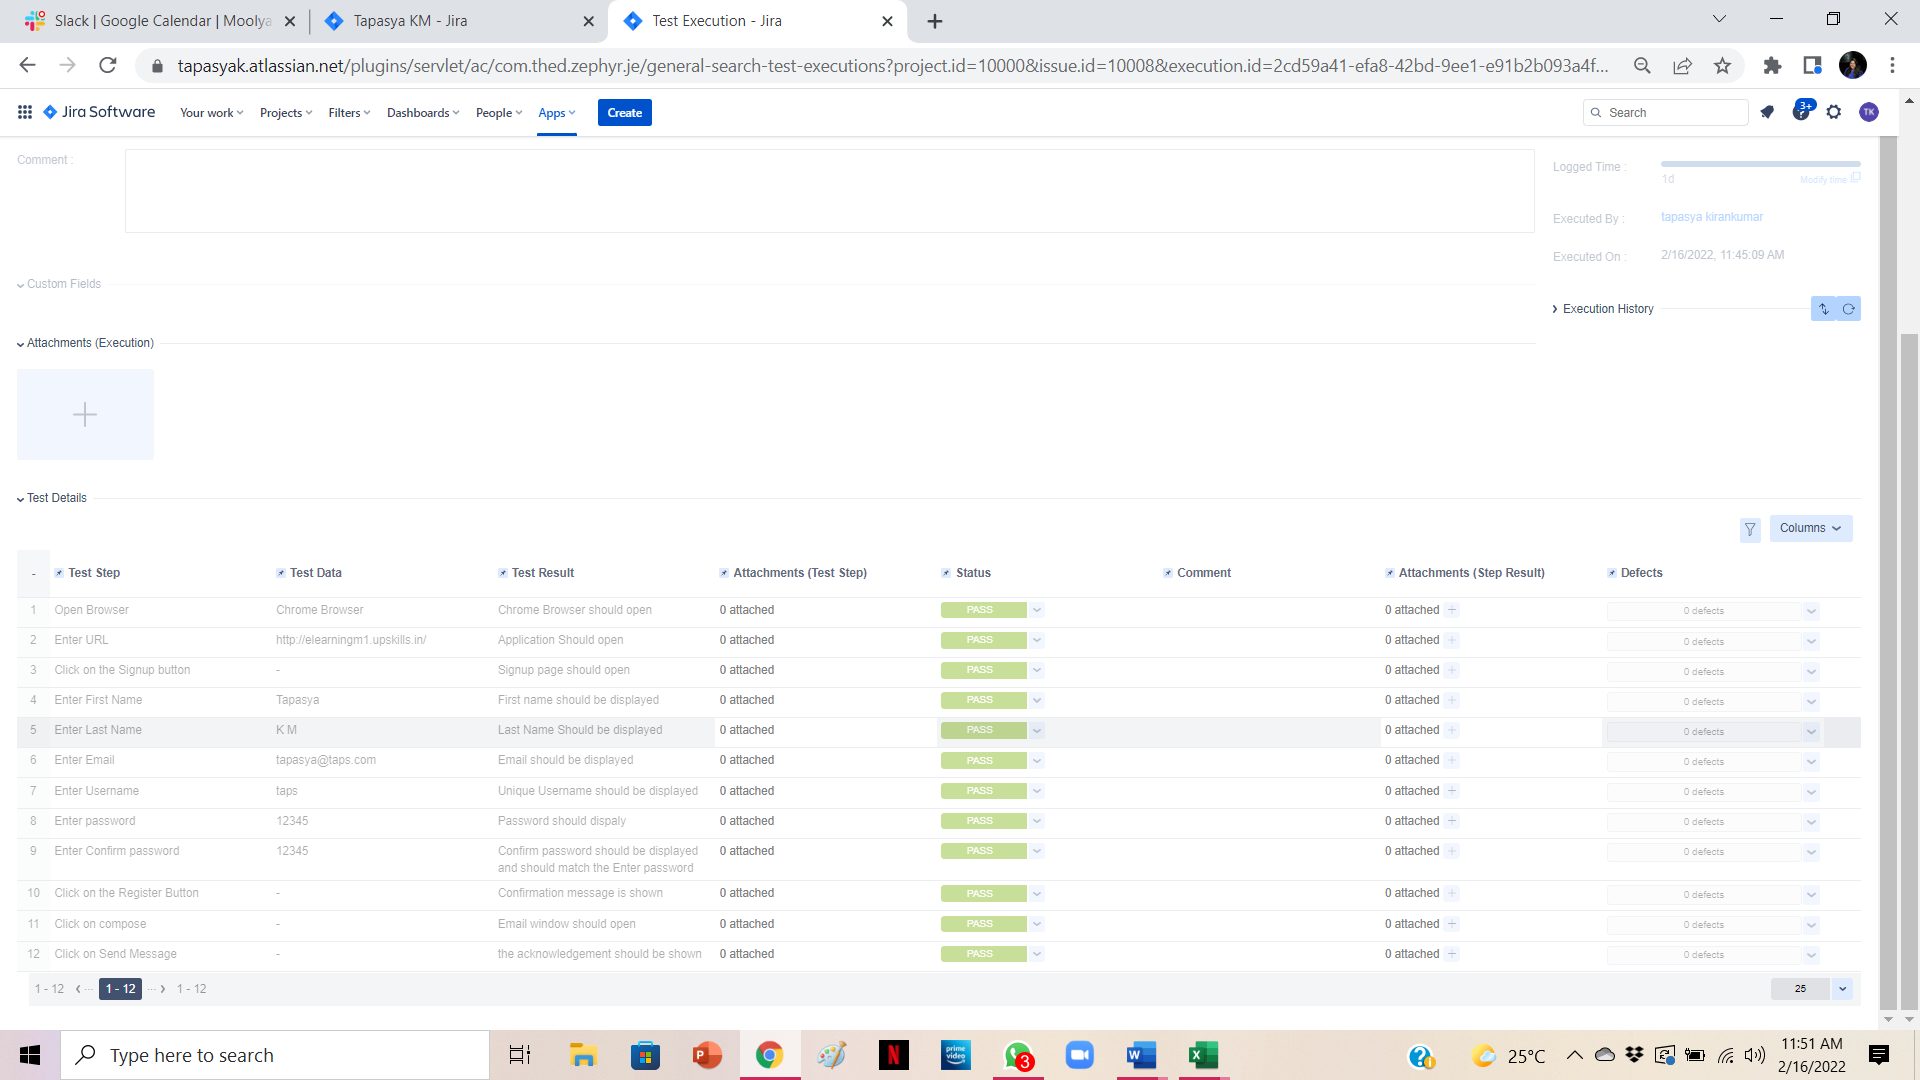 Slack | Google Calendar | Moolya
Tapasya KM - Jira
Test Execution - Jira
tapasyak.atlassian.net/plugins/servlet/ac/com.thed.zephyr.je/general-search-test-executions?project.id=10000&issue.id=10008&execution.id=2cd59a41-efa8-42bd-9ee1-e91b2b093a4f...
Jira Software Your work Projects Filters Dashboards People Apps Create Search 3+ TK
Comment :
Logged Time :
1d Modify time
Executed By : tapasya kirankumar
Executed On : 2/16/2022, 11:45:09 AM
Custom Fields
Execution History
Attachments (Execution)
Test Details
Columns
- Test Step Test Data Test Result Attachments (Test Step) Status Comment Attachments (Step Result) Defects
1 Open Browser Chrome Browser Chrome Browser should open 0 attached PASS 0 attached 0 defects
2 Enter URL http://elearningm1.upskills.in/ Application Should open 0 attached PASS 0 attached 0 defects
3 Click on the Signup button - Signup page should open 0 attached PASS 0 attached 0 defects
4 Enter First Name Tapasya First name should be displayed 0 attached PASS 0 attached 0 defects
5 Enter Last Name K M Last Name Should be displayed 0 attached PASS 0 attached 0 defects
6 Enter Email tapasya@taps.com Email should be displayed 0 attached PASS 0 attached 0 defects
7 Enter Username taps Unique Username should be displayed 0 attached PASS 0 attached 0 defects
8 Enter password 12345 Password should dispaly 0 attached PASS 0 attached 0 defects
9 Enter Confirm password 12345 Confirm password should be displayed 0 attached PASS 0 attached 0 defects
and should match the Enter password
10 Click on the Register Button - Confirmation message is shown 0 attached PASS 0 attached 0 defects
11 Click on compose - Email window should open 0 attached PASS 0 attached 0 defects
12 Click on Send Message - the acknowledgement should be shown 0 attached PASS 0 attached 0 defects
1 - 12 ... 1 - 12 ... 1 - 12 25
Type here to search
prime video
3
25°C
11:51 AM
2/16/2022